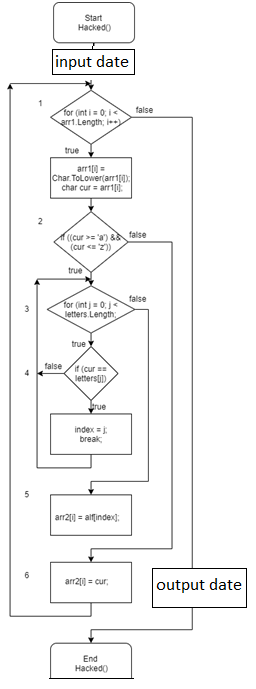 Start
Hacked()
input date
1
for (int i = 0; i <
arr1.Length; i++)
false
true
arr1[i] =
Char.ToLower(arr1[i]);
char cur = arr1[i];
2
if ((cur >= 'a') &&
(cur <= 'z'))
false
true
3
for (int j = 0; j <
letters.Length;
false
true
4
false
if (cur ==
letters[j])
true
index = j;
break;
5
arr2[i] = alf[index];
6
arr2[i] = cur;
output date
End
Hacked()